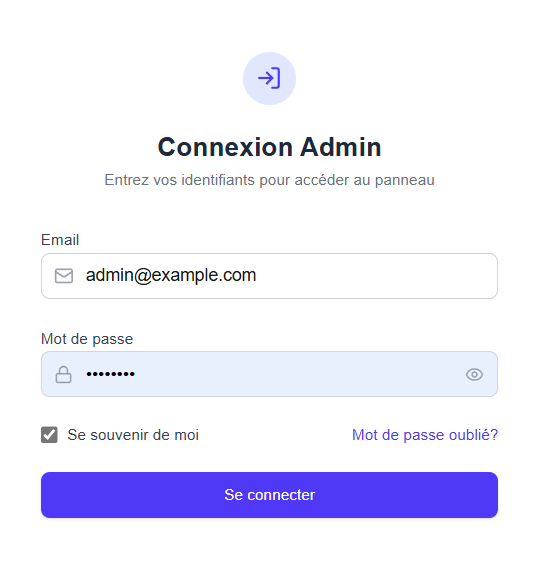 Connexion Admin
Entrez vos identifiants pour accéder au panneau
Email
admin@example.com
Mot de passe
••••••••
Se souvenir de moi
Mot de passe oublié?
Se connecter